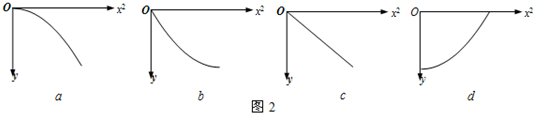 O x² O x² O x² O x²
y y y y
a b c d
图 2